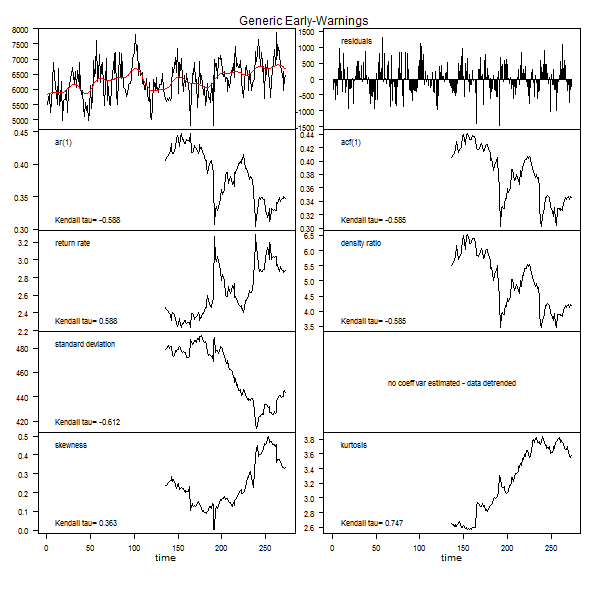 Generic Early-Warnings
8000
7500
7000
6500
6000
5500
5000
residuals
1500
1000
500
0
500
1000
1500
ar(1)
0.45
0.40
0.35
0.30
Kendall tau= −0.588
acf(1)
0.44
0.42
0.40
0.38
0.36
0.34
0.32
0.30
Kendall tau= −0.585
return rate
3.2
3.0
2.8
2.6
2.4
2.2
Kendall tau= 0.588
density ratio
6.5
6.0
5.5
5.0
4.5
4.0
3.5
Kendall tau= −0.585
standard deviation
480
460
440
420
Kendall tau= −0.612
no coeff var estimated - data detrended
skewness
0.5
0.4
0.3
0.2
0.1
0.0
Kendall tau= 0.363
kurtosis
3.8
3.6
3.4
3.2
3.0
2.8
2.6
Kendall tau= 0.747
0 50 100 150 200 250
time
0 50 100 150 200 250
time